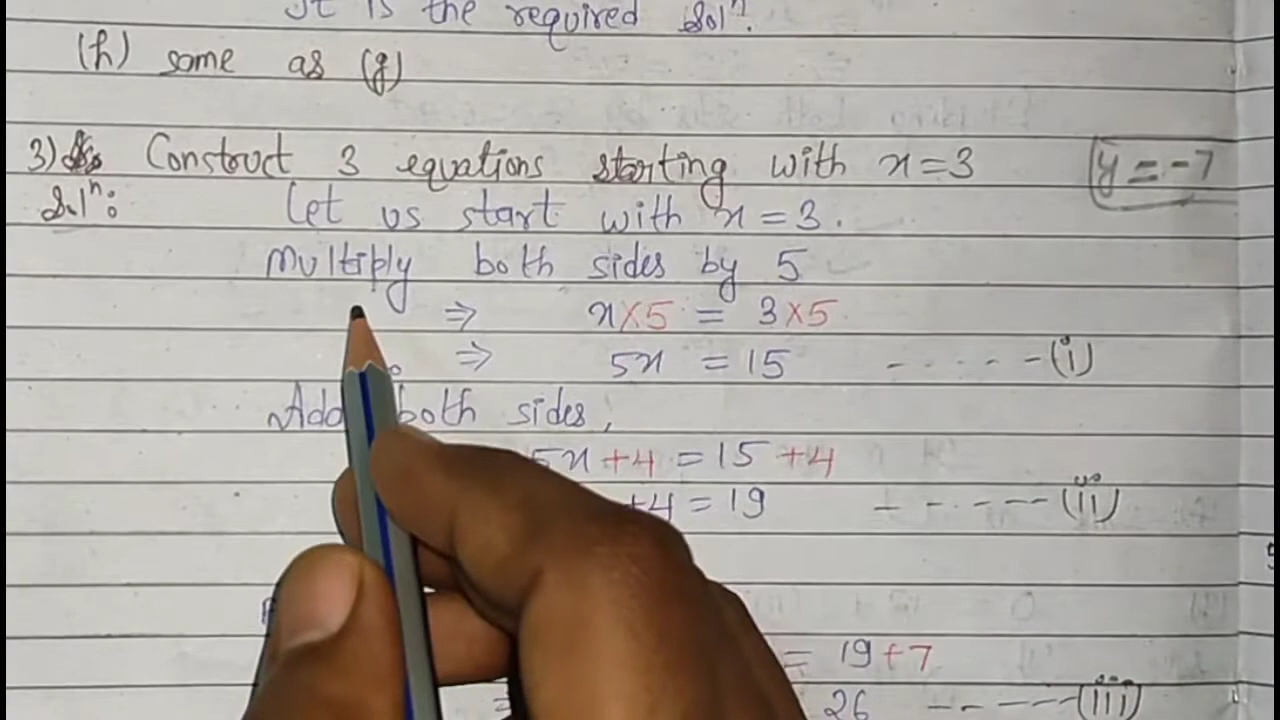 It is the required Solⁿ.
(h) same as (g)
3) Construct 3 equations starting with x = 3 y = -7
Solⁿ: Let us start with x = 3.
Multiply both sides by 5
⇒ x×5 = 3×5
⇒ 5x = 15 - - - - - - (i)
Add both sides,
5x +4 = 15 +4
+4 = 19 - - - - - - (ii)
= 19 +7
26 - - - - - - (iii)